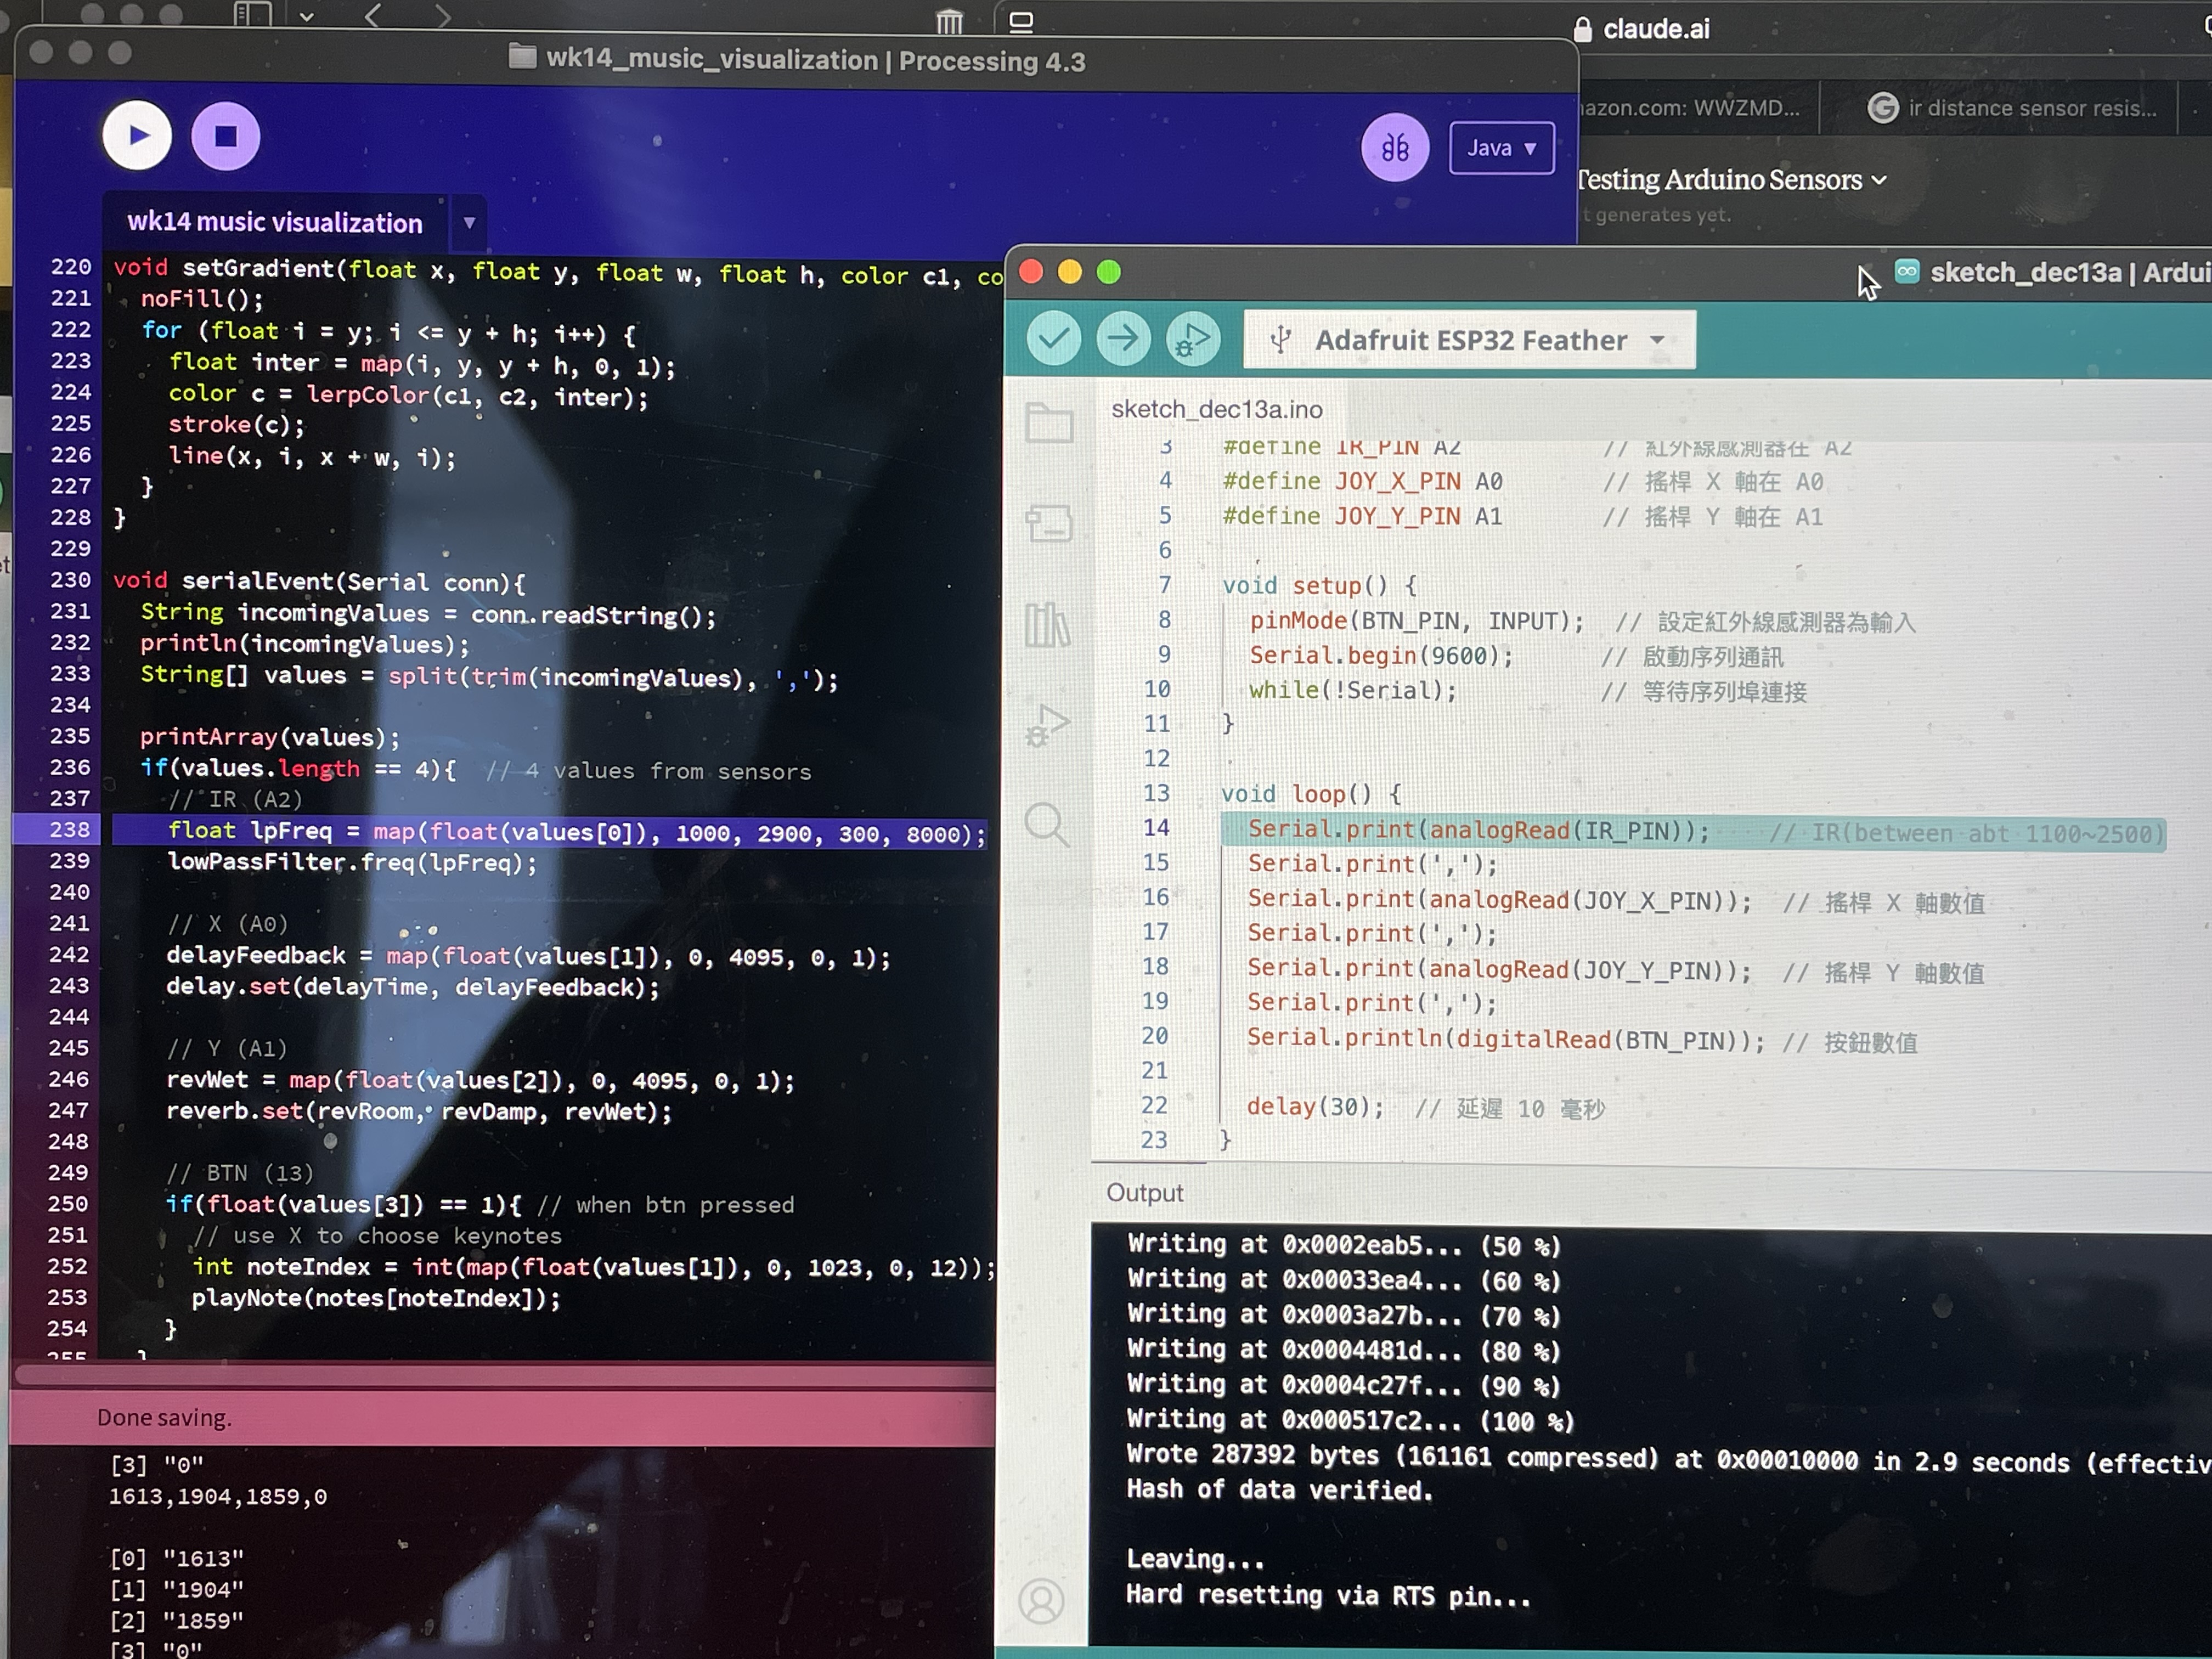 claude.ai
wk14_music_visualization | Processing 4.3
azon.com: WWZMD...
ir distance sensor resis...
Java ▼
Testing Arduino Sensors
t generates yet.
wk14 music visualization ▼
220 void setGradient(float x, float y, float w, float h, color c1, co
221 noFill();
222 for (float i = y; i <= y + h; i++) {
223 float inter = map(i, y, y + h, 0, 1);
224 color c = lerpColor(c1, c2, inter);
225 stroke(c);
226 line(x, i, x + w, i);
227 }
228 }
229
230 void serialEvent(Serial conn){
231 String incomingValues = conn.readString();
232 println(incomingValues);
233 String[] values = split(trim(incomingValues), ',');
234
235 printArray(values);
236 if(values.length == 4){ // 4 values from sensors
237 // IR (A2)
238 float lpFreq = map(float(values[0]), 1000, 2900, 300, 8000);
239 lowPassFilter.freq(lpFreq);
240
241 // X (A0)
242 delayFeedback = map(float(values[1]), 0, 4095, 0, 1);
243 delay.set(delayTime, delayFeedback);
244
245 // Y (A1)
246 revWet = map(float(values[2]), 0, 4095, 0, 1);
247 reverb.set(revRoom, revDamp, revWet);
248
249 // BTN (13)
250 if(float(values[3]) == 1){ // when btn pressed
251 // use X to choose keynotes
252 int noteIndex = int(map(float(values[1]), 0, 1023, 0, 12));
253 playNote(notes[noteIndex]);
254 }
255 }
Done saving.
[3] "0"
1613,1904,1859,0
[0] "1613"
[1] "1904"
[2] "1859"
[3] "0"
sketch_dec13a | Ardui
Adafruit ESP32 Feather
sketch_dec13a.ino
3 #define IR_PIN A2 // 紅外線感測器在 A2
4 #define JOY_X_PIN A0 // 搖桿 X 軸在 A0
5 #define JOY_Y_PIN A1 // 搖桿 Y 軸在 A1
6
7 void setup() {
8 pinMode(BTN_PIN, INPUT); // 設定紅外線感測器為輸入
9 Serial.begin(9600); // 啟動序列通訊
10 while(!Serial); // 等待序列埠連接
11 }
12
13 void loop() {
14 Serial.print(analogRead(IR_PIN)); // IR(between abt 1100~2500)
15 Serial.print(',');
16 Serial.print(analogRead(JOY_X_PIN)); // 搖桿 X 軸數值
17 Serial.print(',');
18 Serial.print(analogRead(JOY_Y_PIN)); // 搖桿 Y 軸數值
19 Serial.print(',');
20 Serial.println(digitalRead(BTN_PIN)); // 按鈕數值
21
22 delay(30); // 延遲 10 毫秒
23 }
Output
Writing at 0x0002eab5... (50 %)
Writing at 0x00033ea4... (60 %)
Writing at 0x0003a27b... (70 %)
Writing at 0x0004481d... (80 %)
Writing at 0x0004c27f... (90 %)
Writing at 0x000517c2... (100 %)
Wrote 287392 bytes (161161 compressed) at 0x00010000 in 2.9 seconds (effectiv
Hash of data verified.
Leaving...
Hard resetting via RTS pin...